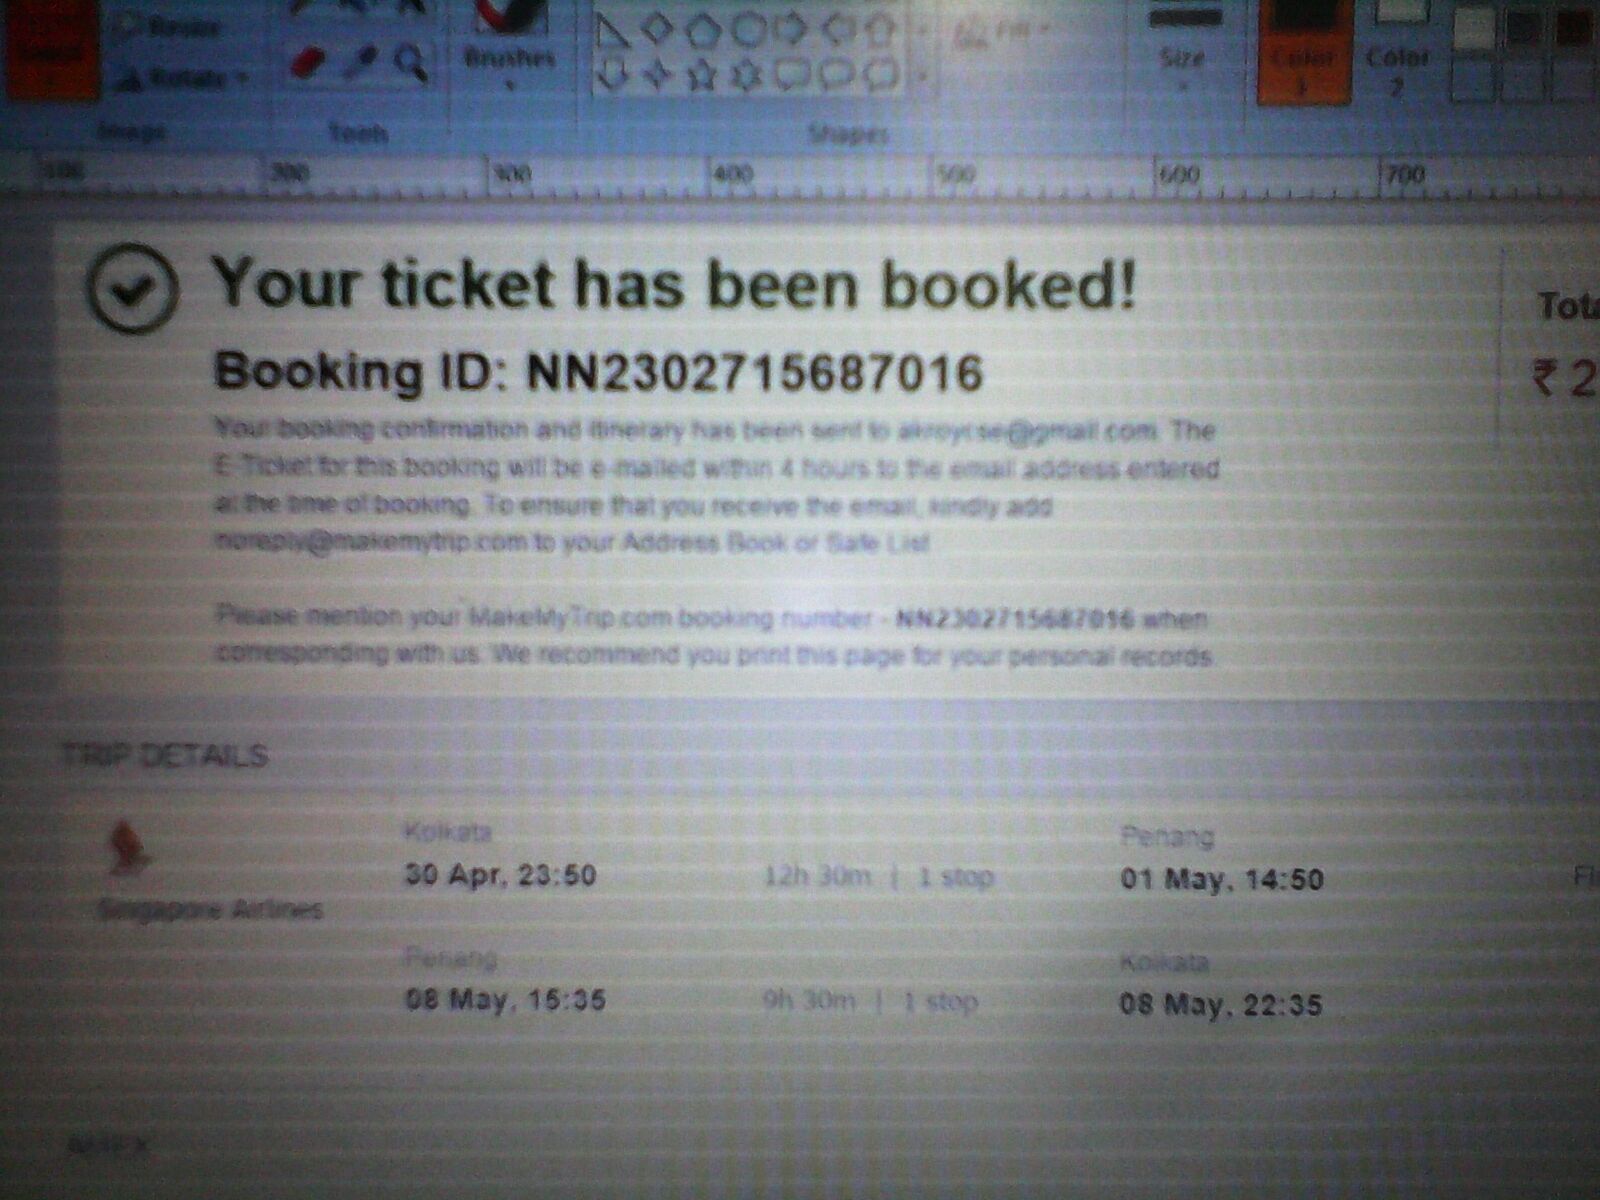 Rotate
Brushes
Size
Color
1
Color
2
Image
Tools
Shapes
200
300
400
500
600
700
Your ticket has been booked!
Booking ID: NN2302715687016
Your booking confirmation and itinerary has been sent to akroycse@gmail.com. The
E-Ticket for this booking will be e-mailed within 4 hours to the email address entered
at the time of booking. To ensure that you receive the email, kindly add
noreply@makemytrip.com to your Address Book or Safe List
Please mention your MakeMyTrip.com booking number - NN2302715687016 when
corresponding with us. We recommend you print this page for your personal records.
₹ 2
TRIP DETAILS
Kolkata
Penang
30 Apr, 23:50
12h 30m | 1 stop
01 May, 14:50
Singapore Airlines
Penang
Kolkata
08 May, 15:35
9h 30m | 1 stop
08 May, 22:35